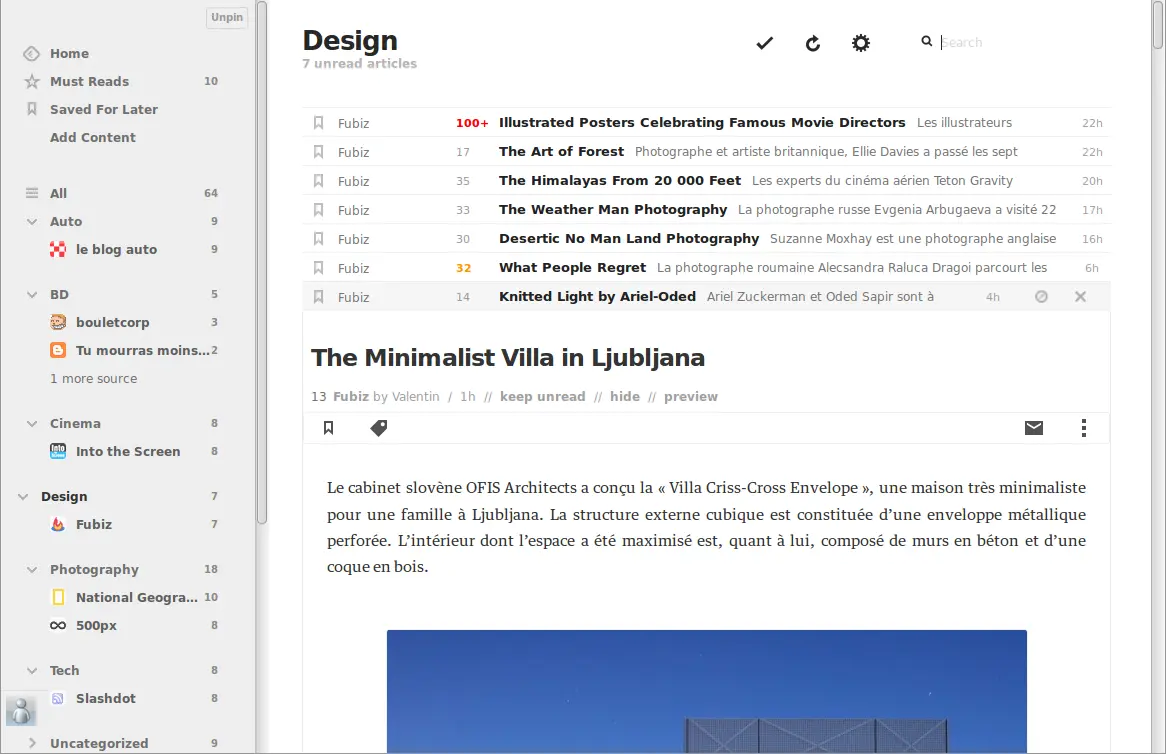 Unpin
Home
Must Reads 10
Saved For Later
Add Content
All 64
Auto 9
le blog auto 9
BD 5
bouletcorp 3
Tu mourras moins... 2
1 more source
Cinema 8
Into the Screen 8
Design 7
Fubiz 7
Photography 18
National Geogra... 10
500px 8
Tech 8
Slashdot 8
Uncategorized 9
Design
7 unread articles
Search
Fubiz 100+ Illustrated Posters Celebrating Famous Movie Directors Les illustrateurs 22h
Fubiz 17 The Art of Forest Photographe et artiste britannique, Ellie Davies a passé les sept 22h
Fubiz 35 The Himalayas From 20 000 Feet Les experts du cinéma aérien Teton Gravity 20h
Fubiz 33 The Weather Man Photography La photographe russe Evgenia Arbugaeva a visité 22 17h
Fubiz 30 Desertic No Man Land Photography Suzanne Moxhay est une photographe anglaise 16h
Fubiz 32 What People Regret La photographe roumaine Alecsandra Raluca Dragoi parcourt les 6h
Fubiz 14 Knitted Light by Ariel-Oded Ariel Zuckerman et Oded Sapir sont à 4h
The Minimalist Villa in Ljubljana
13 Fubiz by Valentin / 1h // keep unread // hide // preview
Le cabinet slovène OFIS Architects a conçu la « Villa Criss-Cross Envelope », une maison très minimaliste
pour une famille à Ljubljana. La structure externe cubique est constituée d’une enveloppe métallique
perforée. L’intérieur dont l’espace a été maximisé est, quant à lui, composé de murs en béton et d’une
coque en bois.